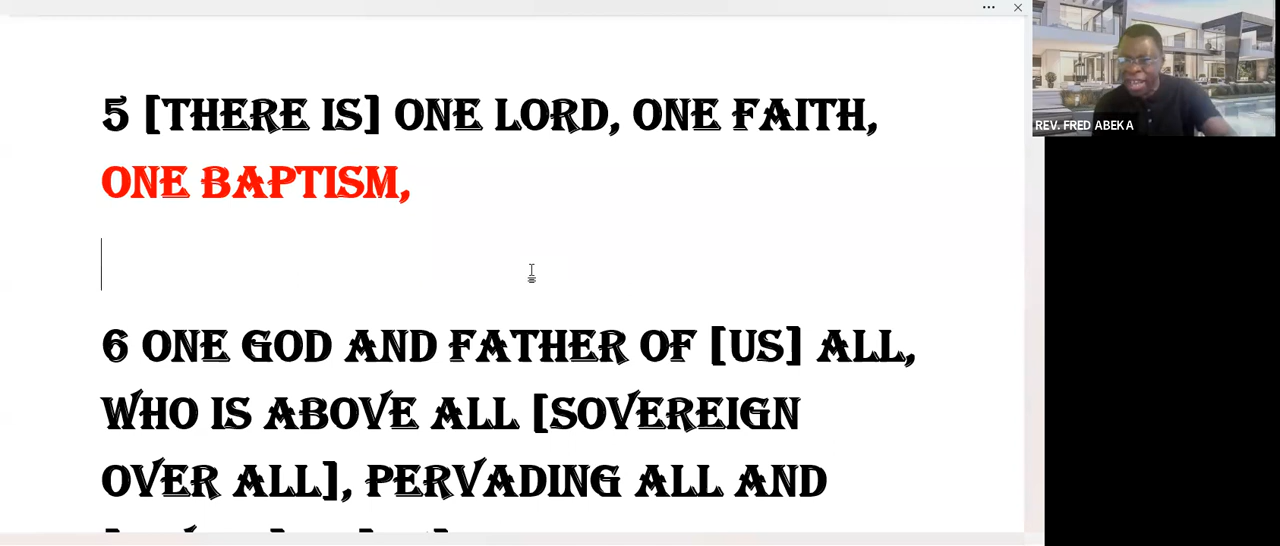 5 [THERE IS] ONE LORD, ONE FAITH,
ONE BAPTISM,
6 ONE GOD AND FATHER OF [US] ALL,
WHO IS ABOVE ALL [SOVEREIGN
OVER ALL], PERVADING ALL AND
REV. FRED ABEKA